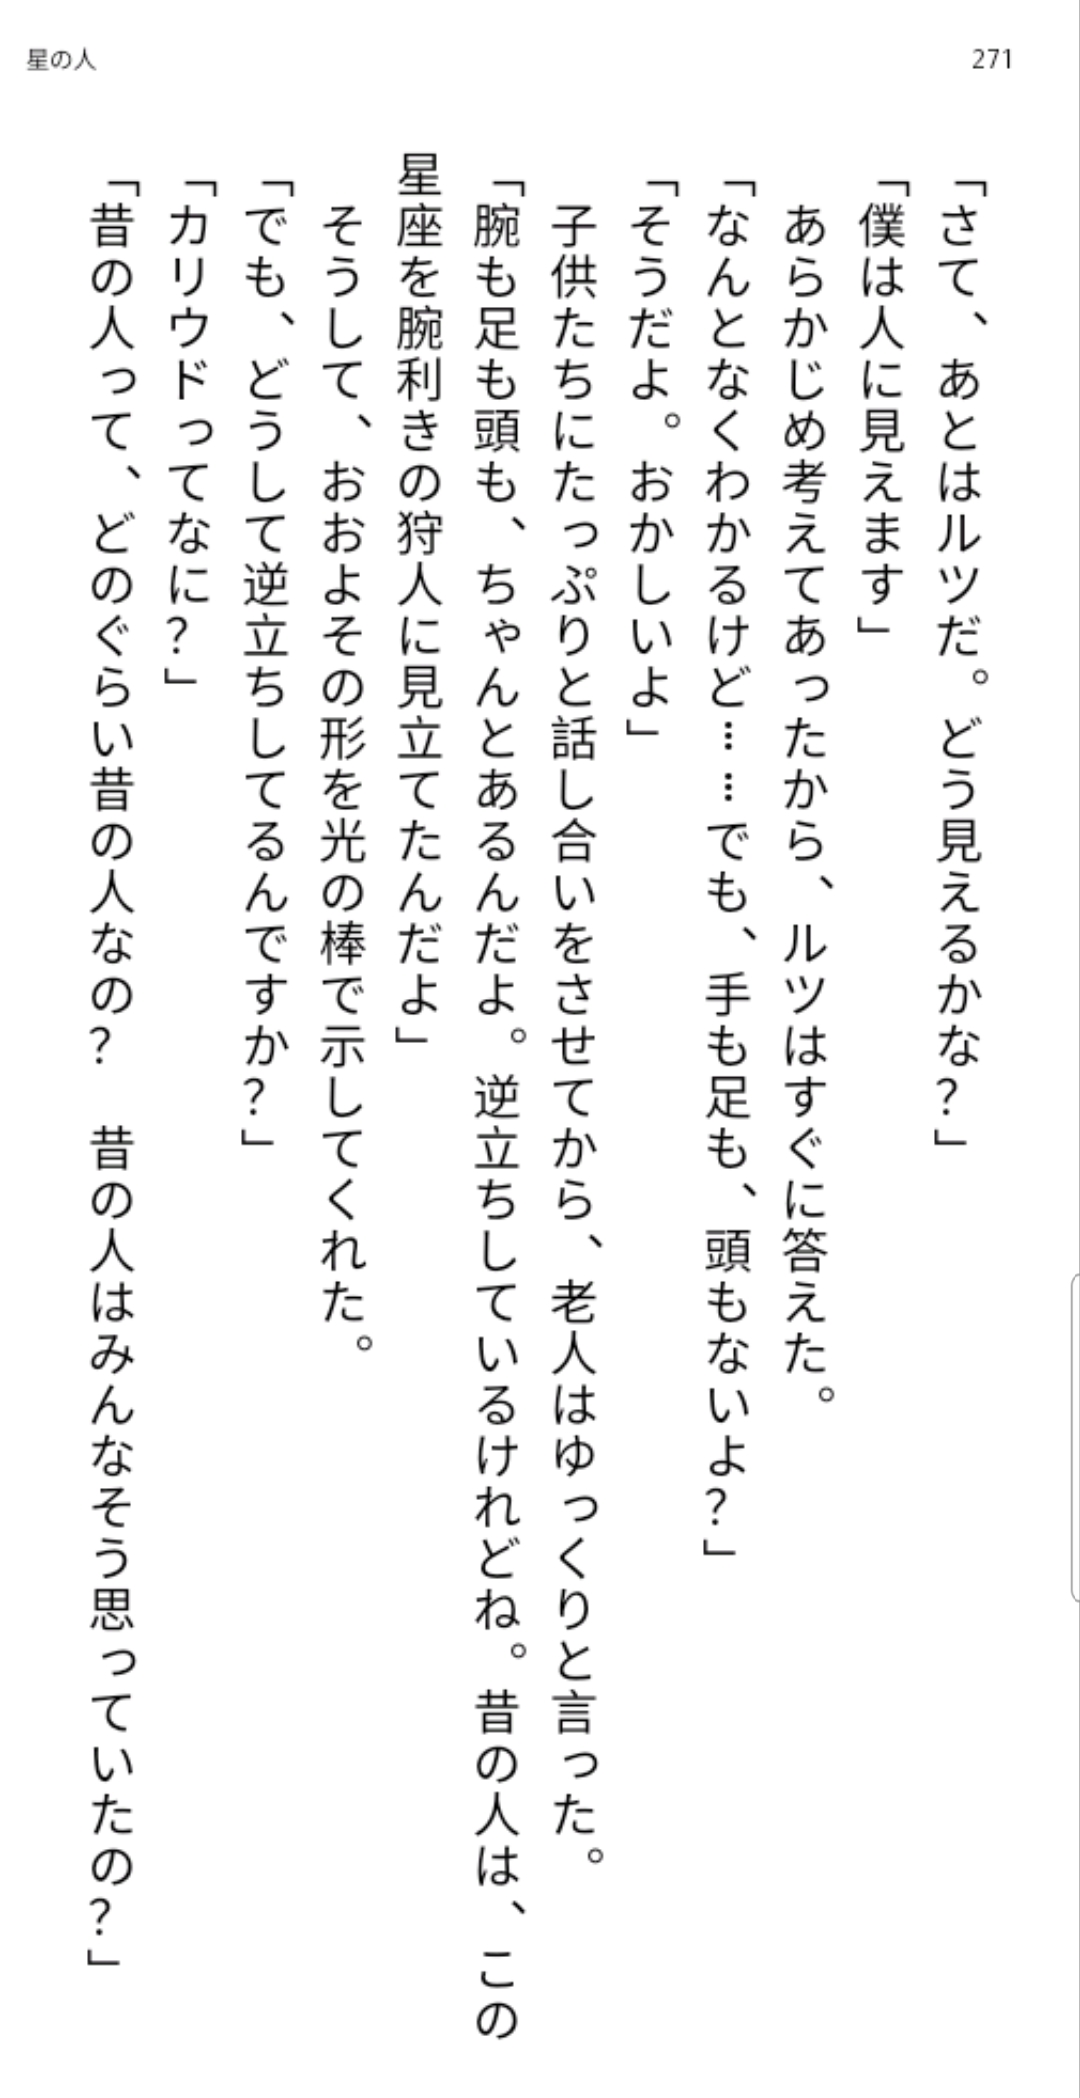 星の人
271
「さて、あとはルツだ。どう見えるかな？」
「僕は人に見えます」
あらかじめ考えてあったから、ルツはすぐに答えた。
「なんとなくわかるけど……でも、手も足も、頭もないよ？」
「そうだよ。おかしいよ」
子供たちにたっぷりと話し合いをさせてから、老人はゆっくりと言った。
「腕も足も頭も、ちゃんとあるんだよ。逆立ちしているけれどね。昔の人は、この
星座を腕利きの狩人に見立てたんだよ」
そうして、おおよその形を光の棒で示してくれた。
「でも、どうして逆立ちしてるんですか？」
「カリウドってなに？」
「昔の人って、どのぐらい昔の人なの？　昔の人はみんなそう思っていたの？」